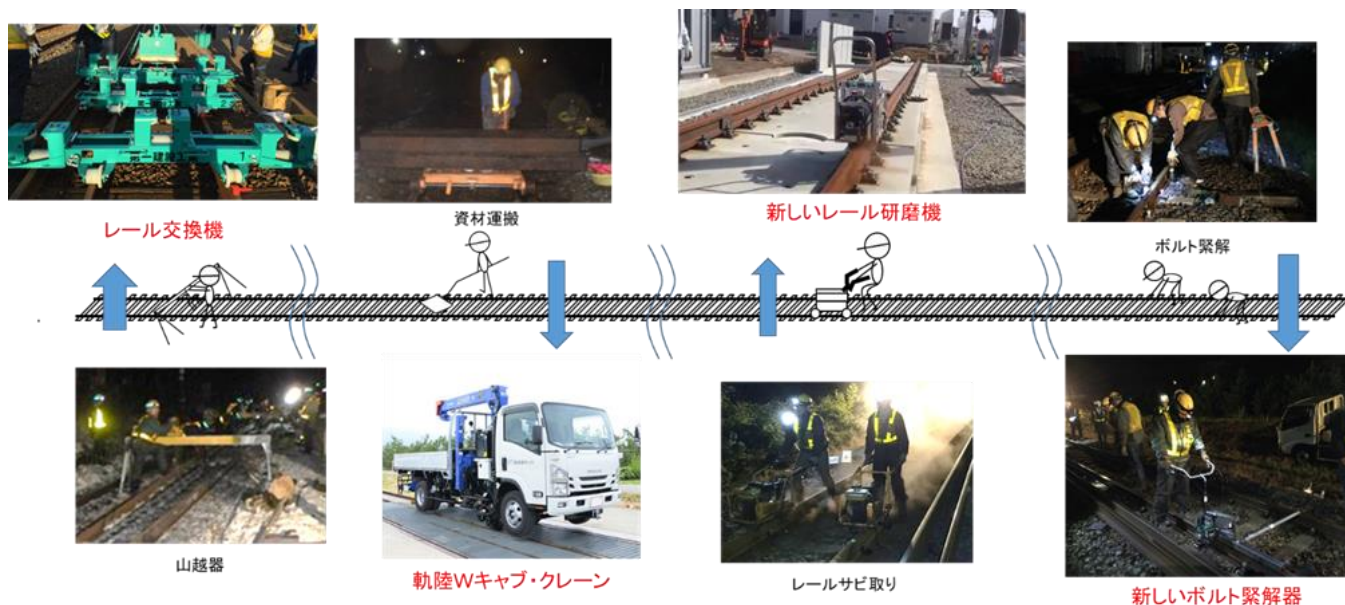 レール交換機
資材運搬
新しいレール研磨機
ボルト緊解
山越器
軌陸Wキャブ・クレーン
レールサビ取り
新しいボルト緊解器